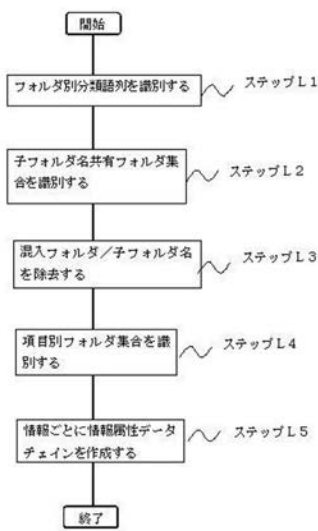 開始
フォルダ別分類語列を識別する
ステップL1
子フォルダ名共有フォルダ集
合を識別する
ステップL2
混入フォルダ/子フォルダ名
を除去する
ステップL3
項目別フォルダ集合を識
別する
ステップL4
情報ごとに情報属性データ
チェインを作成する
ステップL5
終了